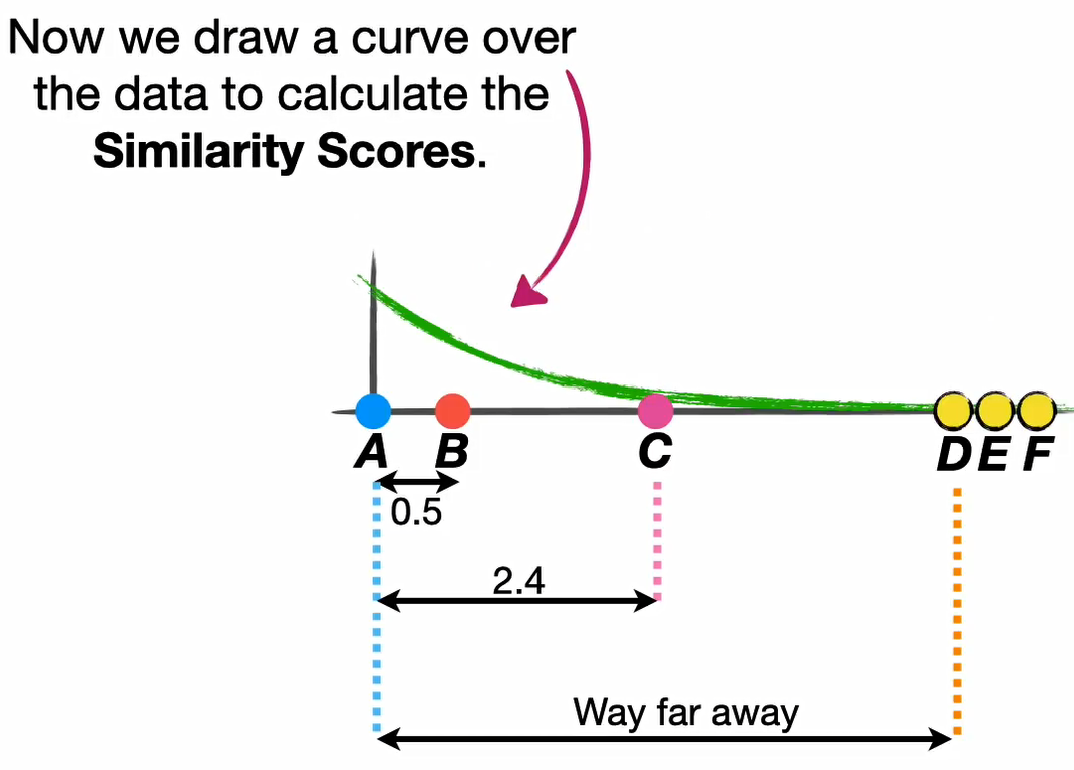 Now we draw a curve over
the data to calculate the
Similarity Scores.
A B C D E F
0.5
2.4
Way far away